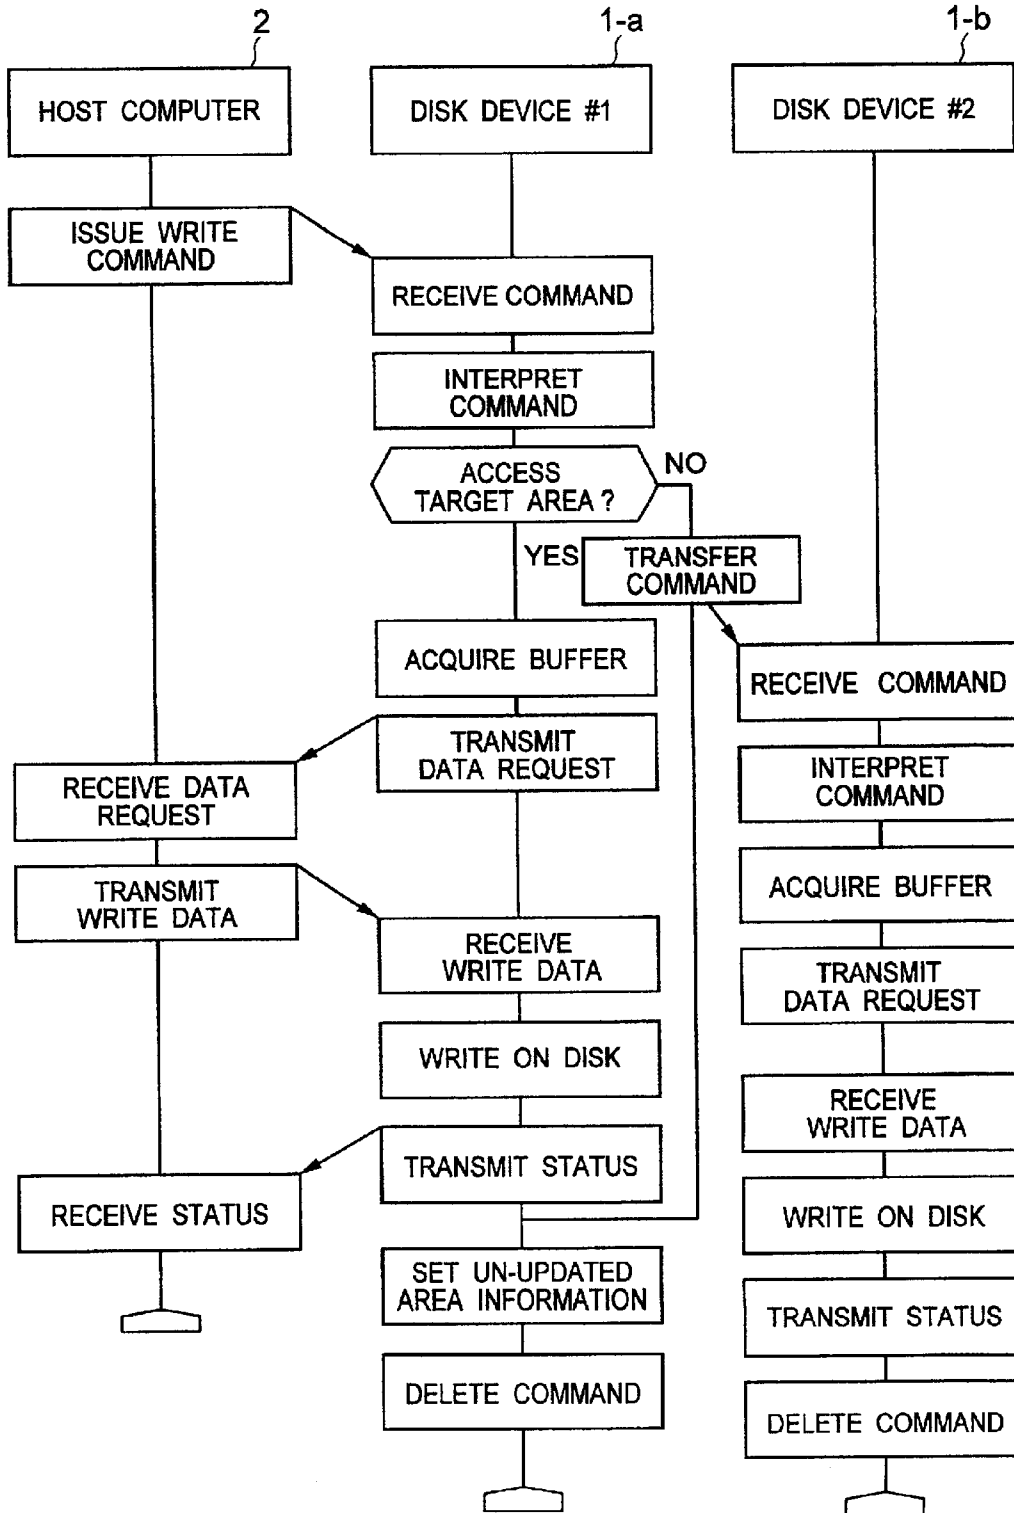 2
1-a
1-b
HOST COMPUTER
DISK DEVICE #1
DISK DEVICE #2
ISSUE WRITE
COMMAND
RECEIVE COMMAND
INTERPRET
COMMAND
ACCESS
TARGET AREA ?
NO
YES
TRANSFER
COMMAND
ACQUIRE BUFFER
RECEIVE COMMAND
TRANSMIT
DATA REQUEST
RECEIVE DATA
REQUEST
INTERPRET
COMMAND
TRANSMIT
WRITE DATA
ACQUIRE BUFFER
RECEIVE
WRITE DATA
TRANSMIT
DATA REQUEST
WRITE ON DISK
RECEIVE
WRITE DATA
TRANSMIT STATUS
RECEIVE STATUS
WRITE ON DISK
SET UN-UPDATED
AREA INFORMATION
TRANSMIT STATUS
DELETE COMMAND
DELETE COMMAND